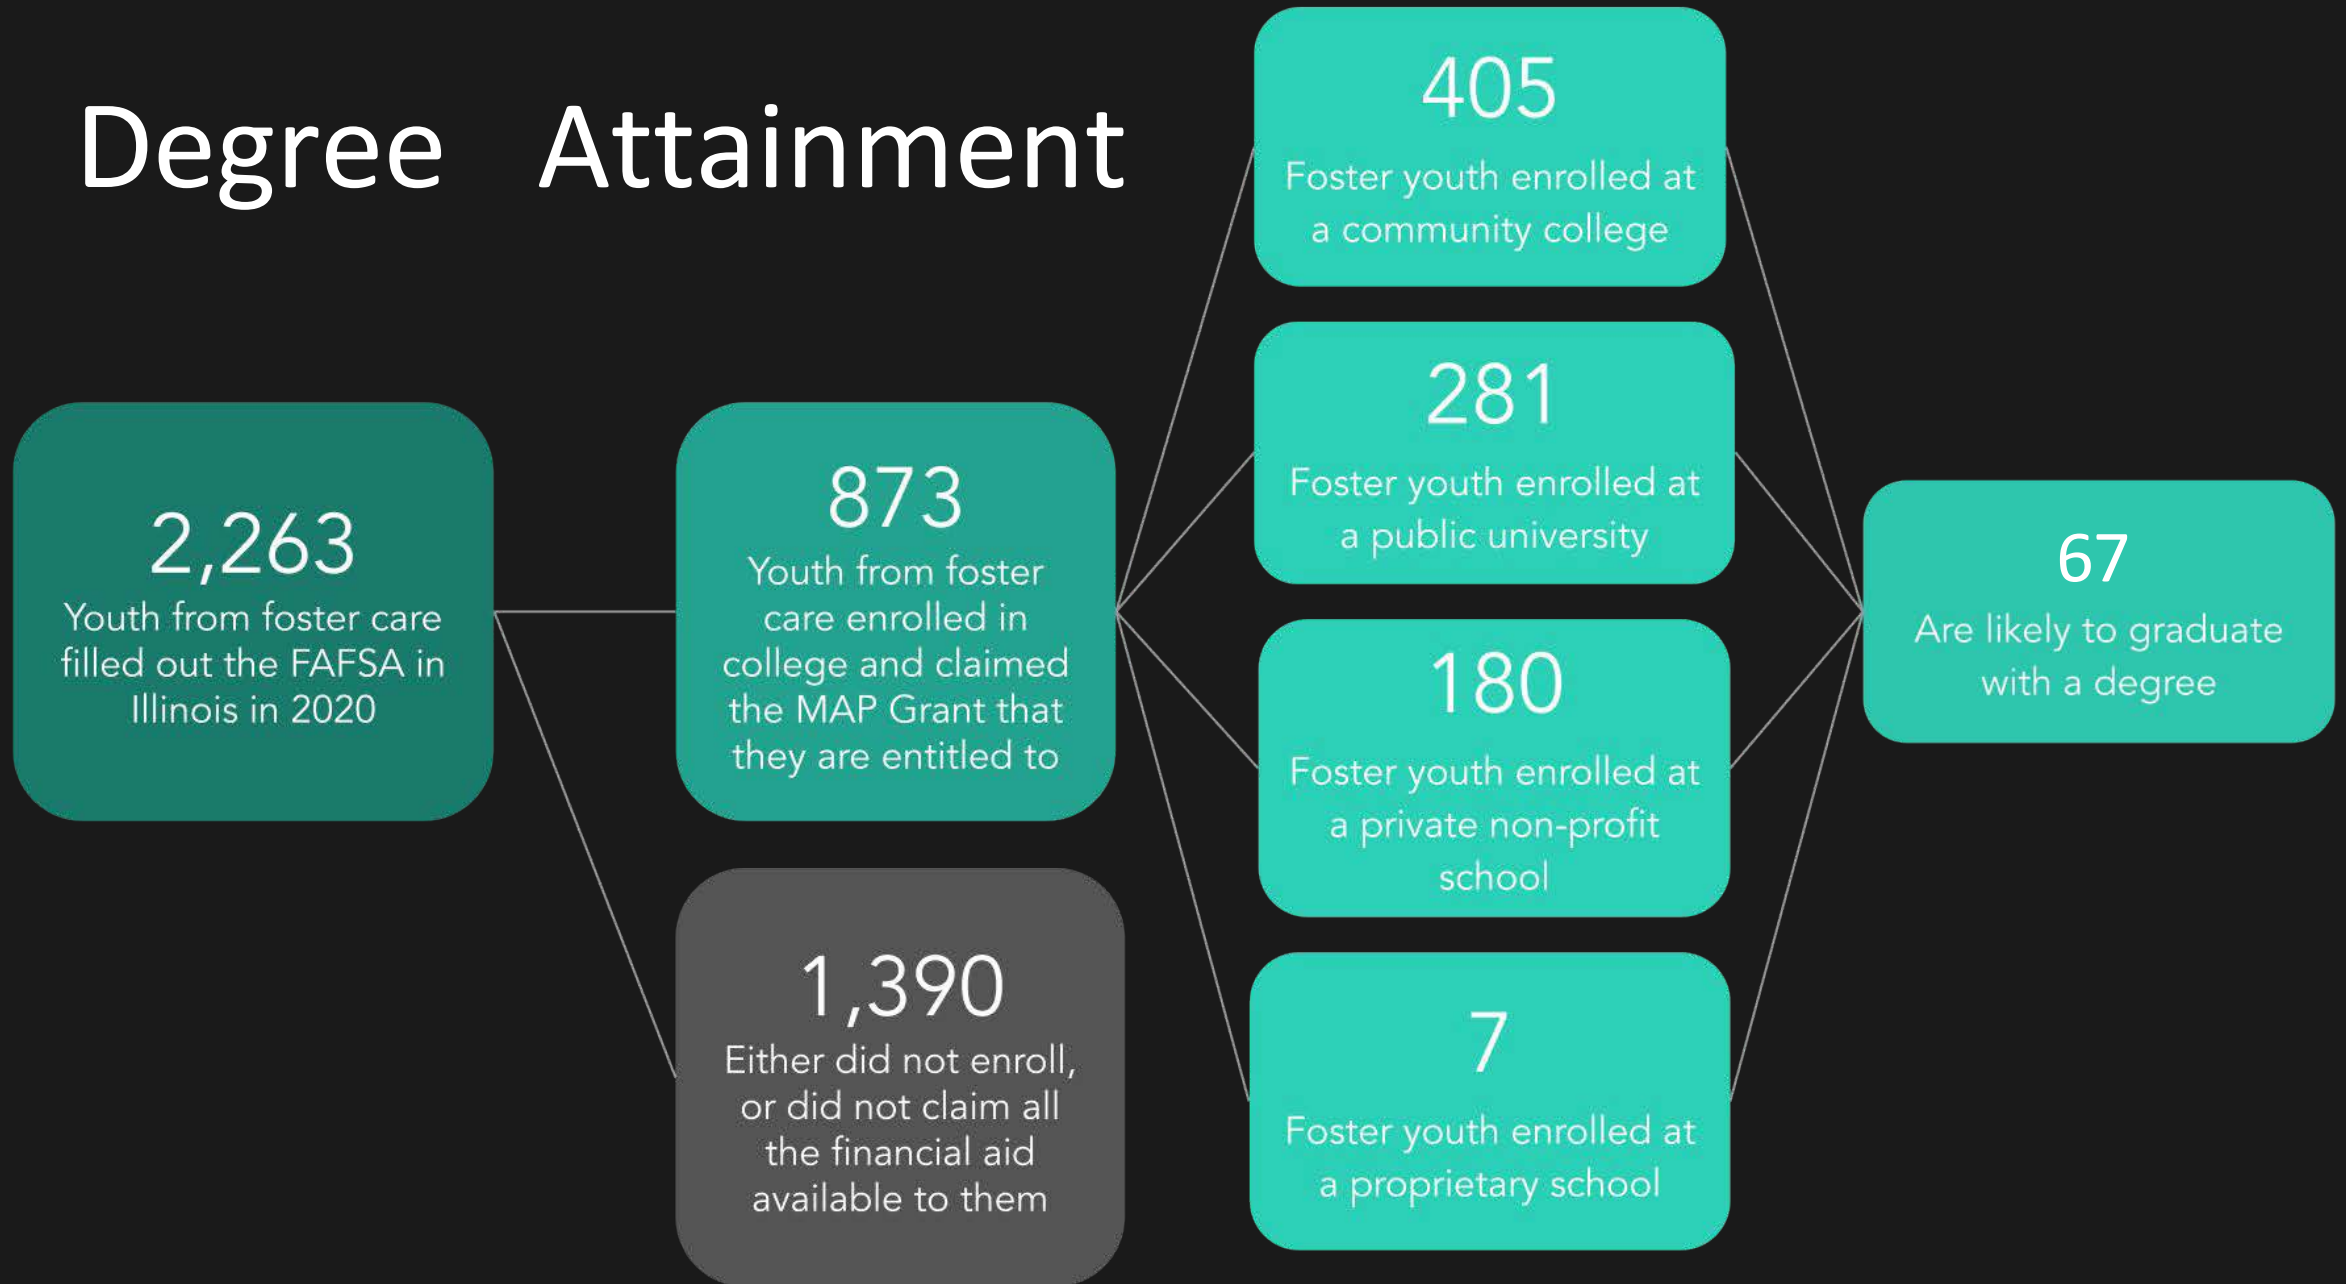 Degree Attainment
2,263
Youth from foster care
filled out the FAFSA in
Illinois in 2020
873
Youth from foster
care enrolled in
college and claimed
the MAP Grant that
they are entitled to
1,390
Either did not enroll,
or did not claim all
the financial aid
available to them
405
Foster youth enrolled at
a community college
281
Foster youth enrolled at
a public university
180
Foster youth enrolled at
a private non-profit
school
7
Foster youth enrolled at
a proprietary school
67
Are likely to graduate
with a degree